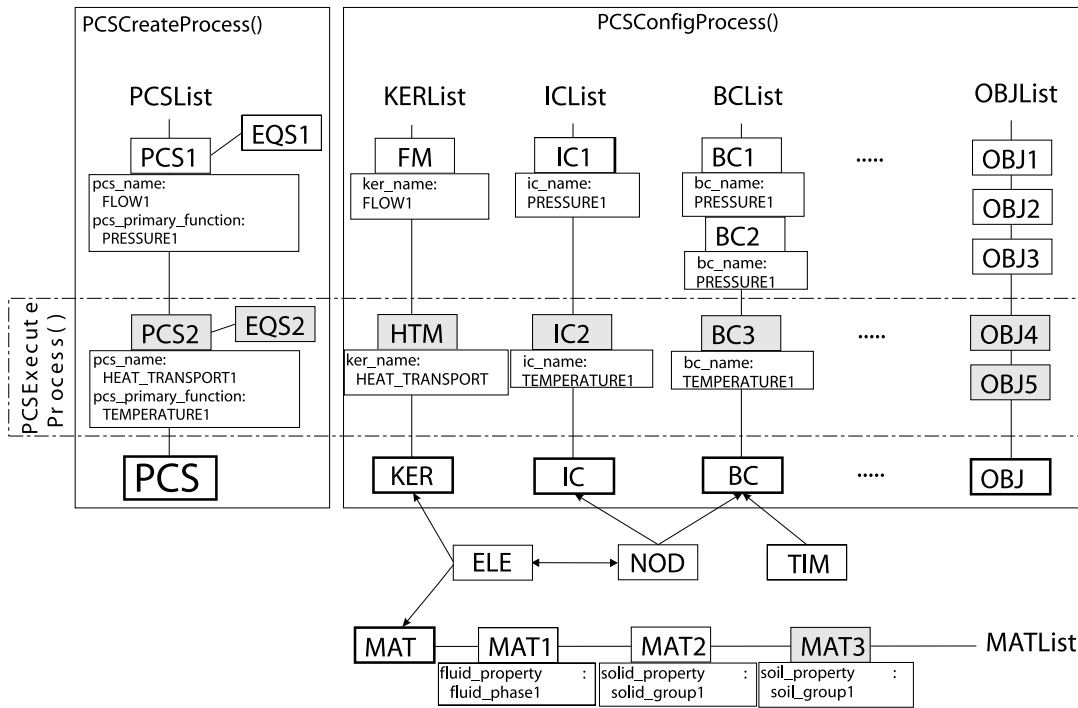 PCSCreateProcess()
PCSConfigProcess()
PCSList
KERList
ICList
BCList
OBJList
EQS1
PCS1
FM
IC1
BC1
.....
OBJ1
pcs_name:
FLOW1
pcs_primary_function:
PRESSURE1
ker_name:
FLOW1
ic_name:
PRESSURE1
bc_name:
PRESSURE1
OBJ2
BC2
OBJ3
bc_name:
PRESSURE1
PCSExecute
Process()
PCS2
EQS2
HTM
IC2
BC3
.....
OBJ4
pcs_name:
HEAT_TRANSPORT1
pcs_primary_function:
TEMPERATURE1
ker_name:
HEAT_TRANSPORT
ic_name:
TEMPERATURE1
bc_name:
TEMPERATURE1
OBJ5
PCS
KER
IC
BC
.....
OBJ
ELE
NOD
TIM
MAT
MAT1
MAT2
MAT3
MATList
fluid_property :
fluid_phase1
solid_property :
solid_group1
soil_property :
soil_group1